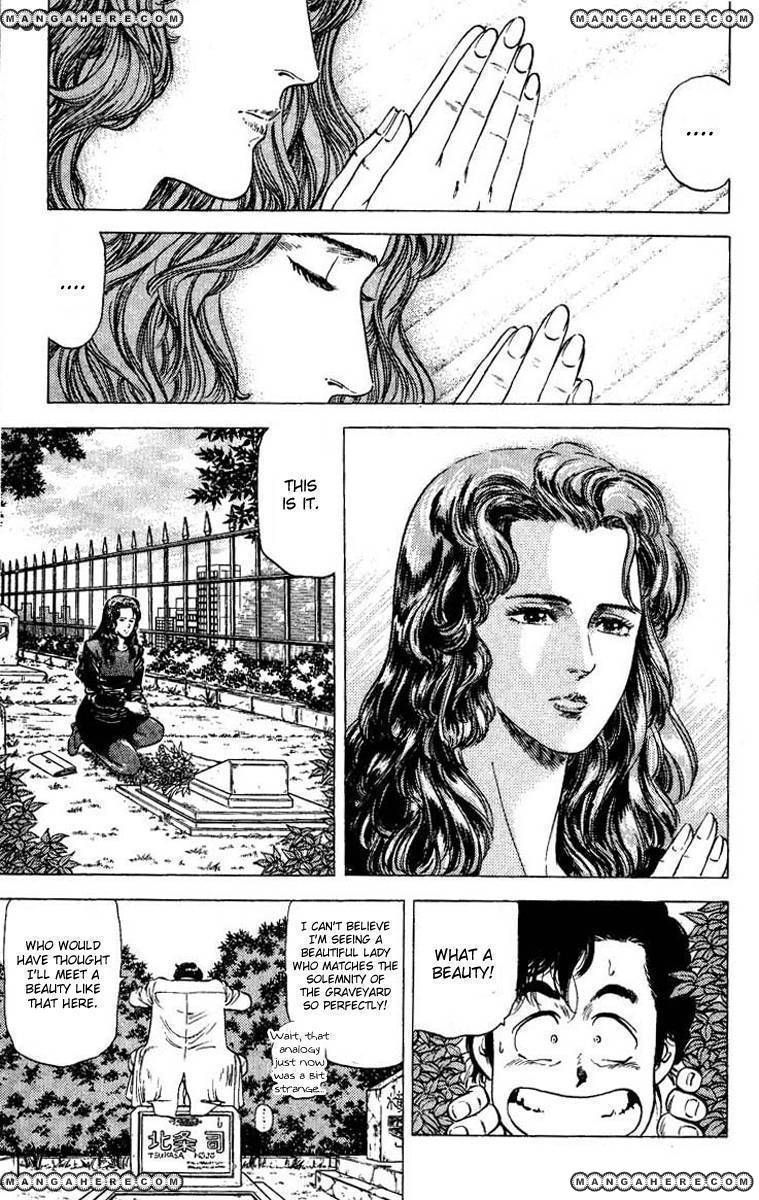 MANGAHERE.COM
MANGAHERE.COM
....
....
THIS
IS IT.
WHAT A
BEAUTY!
I CAN'T BELIEVE
I'M SEEING A
BEAUTIFUL LADY
WHO MATCHES THE
SOLEMNITY OF
THE GRAVEYARD
SO PERFECTLY!
Wait, that
analogy
just now
was a bit
strange.
WHO WOULD
HAVE THOUGHT
I'LL MEET A
BEAUTY LIKE
THAT HERE.
....
北条司
TSUKASA HOJO
MANGAHERE.COM
MANGAHERE.COM